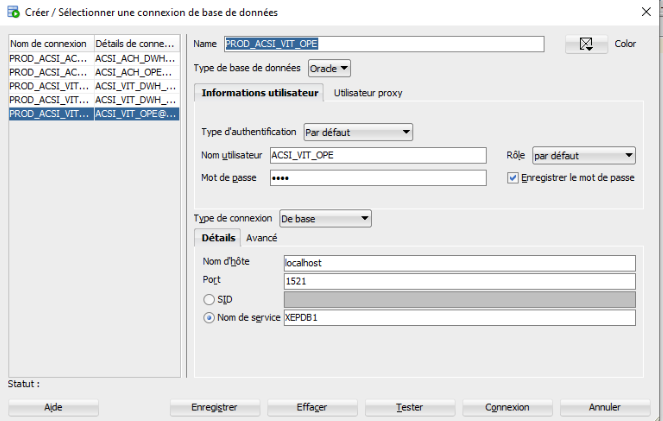 Créer / Sélectionner une connexion de base de données
Nom de connexion Détails de conne...
PROD_ACSI_AC... ACSI_ACH_DWH...
PROD_ACSI_AC... ACSI_ACH_OPE...
PROD_ACSI_VIT... ACSI_VIT_DWH_...
PROD_ACSI_VIT... ACSI_VIT_DWH_...
PROD_ACSI_VIT... ACSI_VIT_OPE@...
Name PROD_ACSI_VIT_OPE Color
Type de base de données Oracle
Informations utilisateur Utilisateur proxy
Type d'authentification Par défaut
Nom utilisateur ACSI_VIT_OPE Rôle par défaut
Mot de passe •••• Enregistrer le mot de passe
Type de connexion De base
Détails Avancé
Nom d'hôte localhost
Port 1521
SID
Nom de service XEPDB1
Statut :
Aide Enregistrer Effacer Tester Connexion Annuler